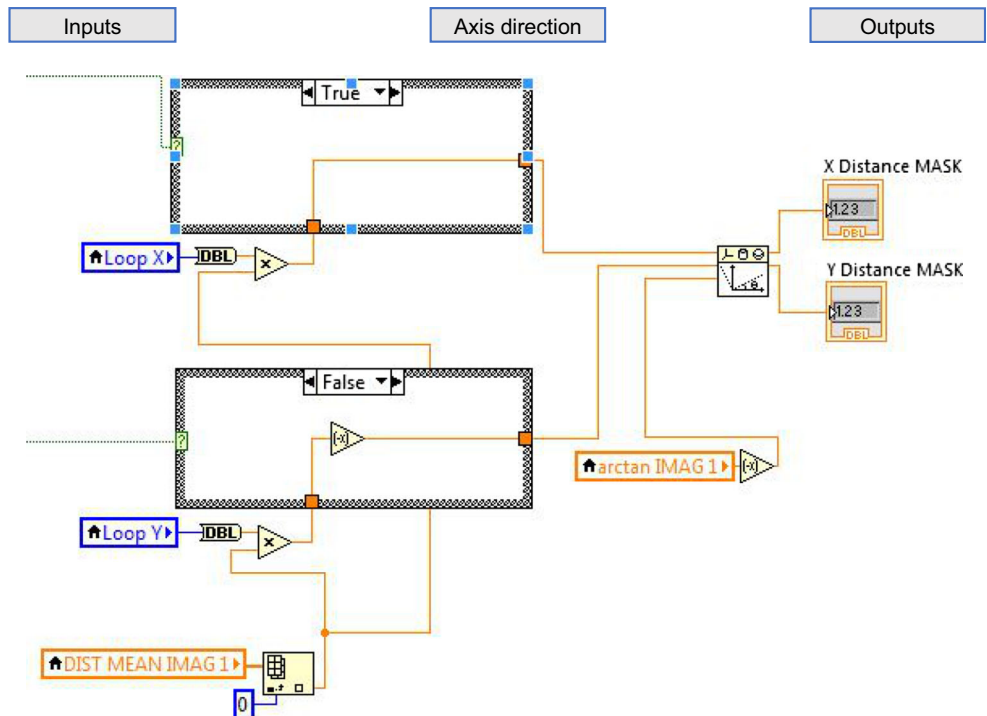 Inputs
Axis direction
Outputs
True
?
X Distance MASK
1.23
DBL
Loop X
DBL
x
Y Distance MASK
1.23
DBL
False
(-x)
?
arctan IMAG 1
(-x)
Loop Y
DBL
x
DIST MEAN IMAG 1
0